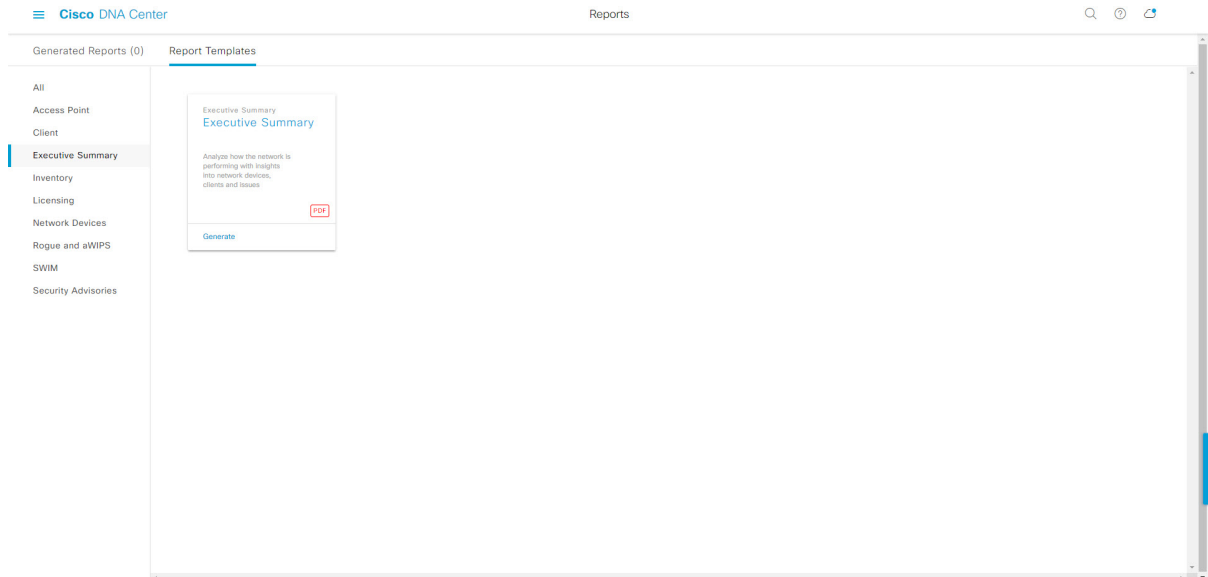 Cisco DNA Center
Reports
Generated Reports (0)
Report Templates
All
Access Point
Client
Executive Summary
Inventory
Licensing
Network Devices
Rogue and aWIPS
SWIM
Security Advisories
Executive Summary
Executive Summary
Analyze how the network is
performing with insights
into network devices,
clients and issues
PDF
Generate